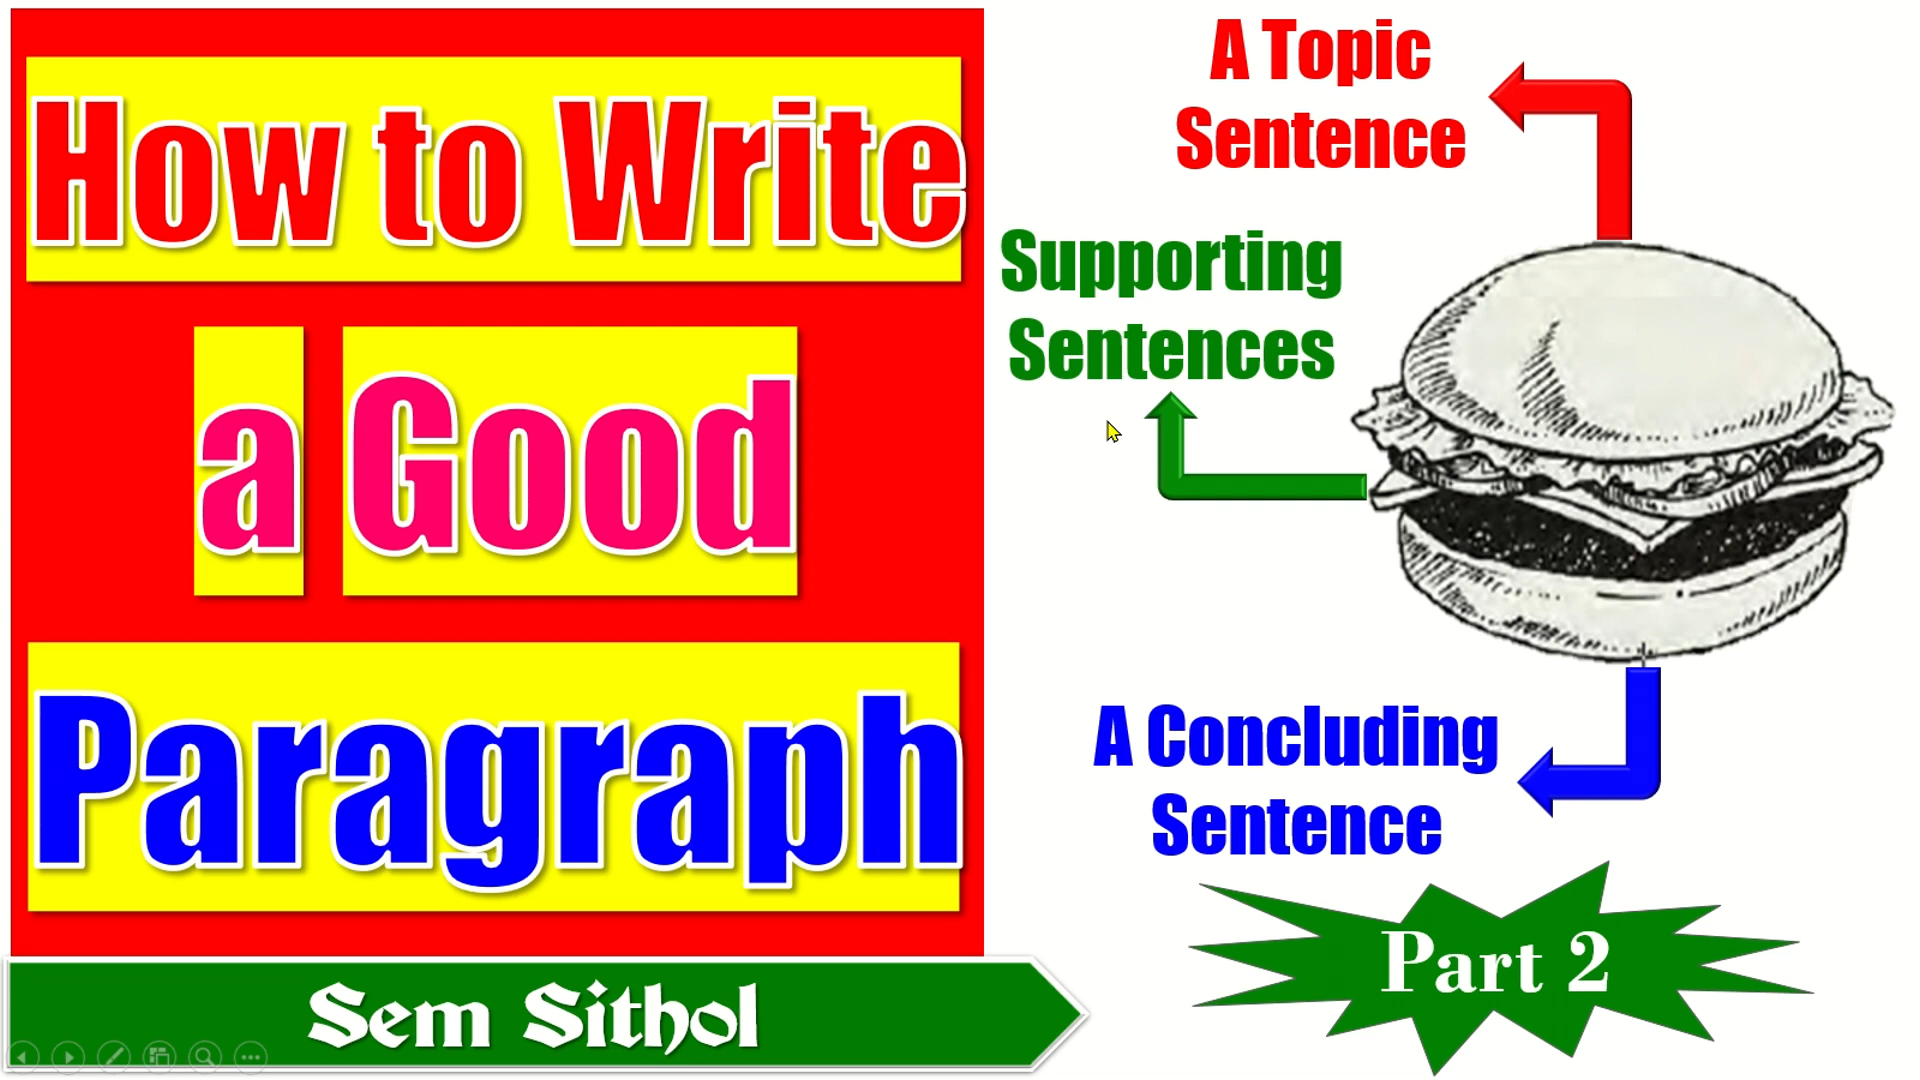 How to Write
a Good
Paragraph
Sem Sithol
A Topic
Sentence
Supporting
Sentences
A Concluding
Sentence
Part 2